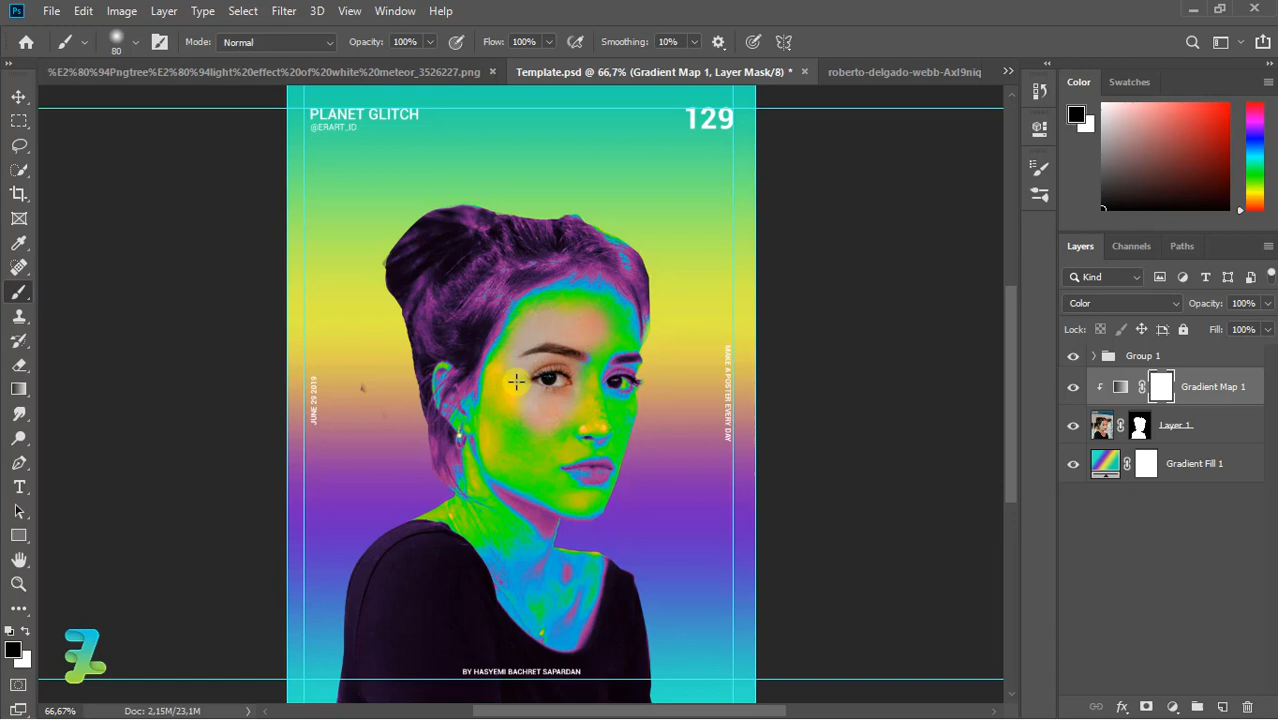 Ps File Edit Image Layer Type Select Filter 3D View Window Help
80 Mode: Normal Opacity: 100% Flow: 100% Smoothing: 10%
%E2%80%94Pngtree%E2%80%94light%20effect%20of%20white%20meteor_3526227.png Template.psd @ 66,7% (Gradient Map 1, Layer Mask/8) * roberto-delgado-webb-AxI9niq
Color Swatches
PLANET GLITCH
@ERART_ID
129
JUNE 29 2019
MAKE A POSTER EVERY DAY
BY HASYEMI BACHRET SAPARDAN
Layers Channels Paths
Kind
Color Opacity: 100%
Lock: Fill: 100%
Group 1
Gradient Map 1
Layer 1
Gradient Fill 1
66,67% Doc: 2,15M/23,1M